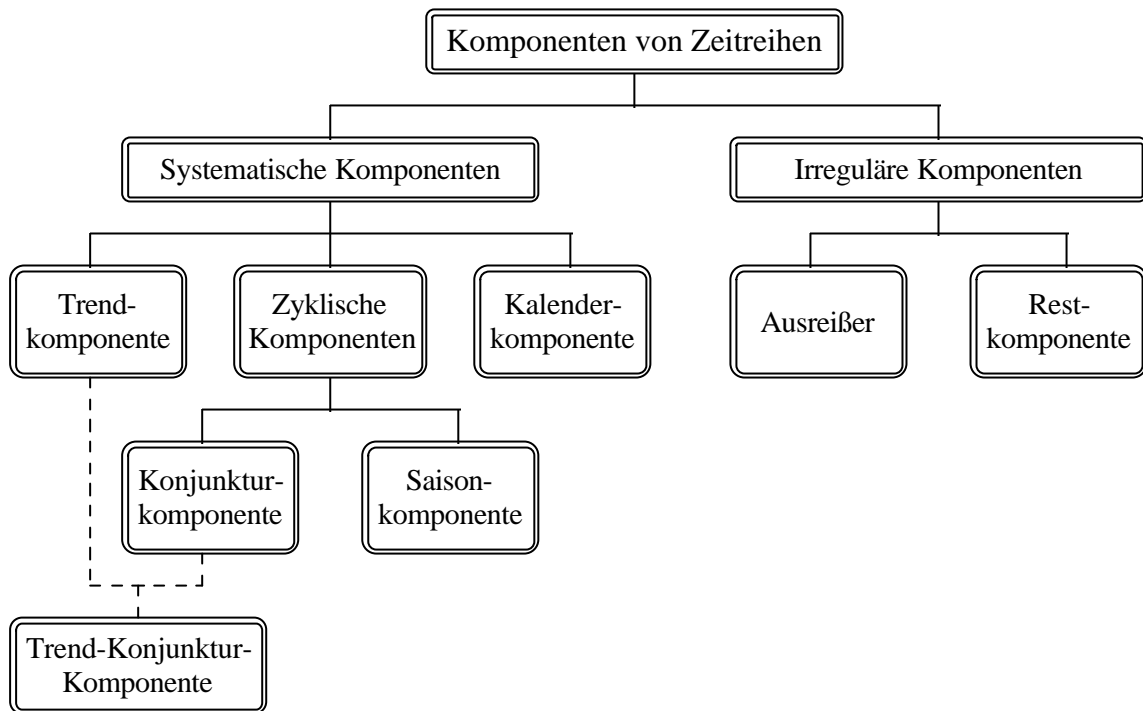 Komponenten von Zeitreihen
Systematische Komponenten
Irreguläre Komponenten
Trend-
komponente
Zyklische
Komponenten
Kalender-
komponente
Ausreißer
Rest-
komponente
Konjunktur-
komponente
Saison-
komponente
Trend-Konjunktur-
Komponente